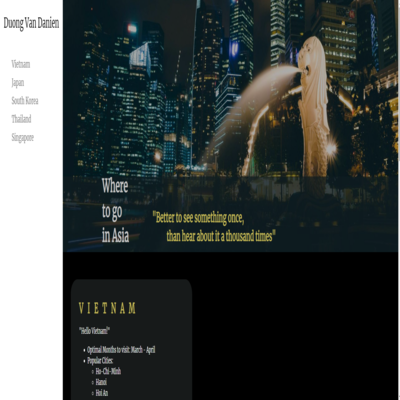 Duong Van Danien
Vietnam
Japan
South Korea
Thailand
Singapore
Where
to go
in Asia
"Better to see something once,
than hear about it a thousand times"
VIETNAM
"Hello Vietnam!"
Optimal Months to visit: March - April
Popular Cities:
Ho-Chi-Minh
Hanoi
Hoi An